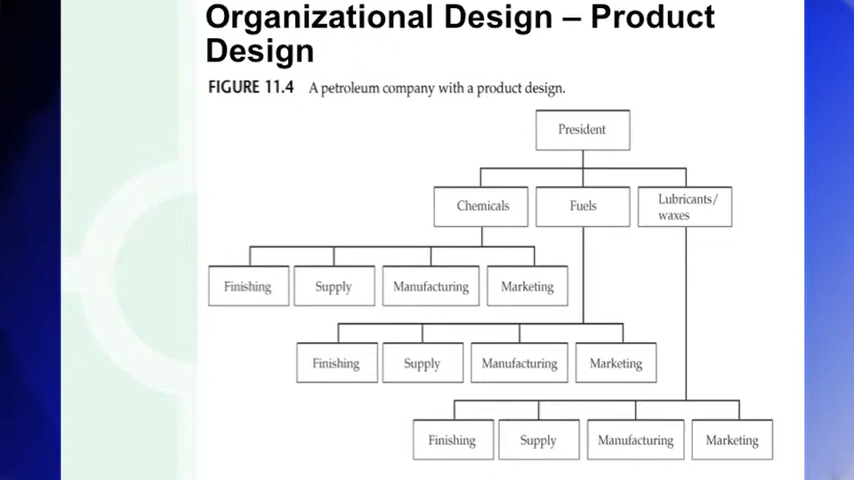 Organizational Design – Product
Design
FIGURE 11.4 A petroleum company with a product design.
President
Chemicals
Fuels
Lubricants/
waxes
Finishing
Supply
Manufacturing
Marketing
Finishing
Supply
Manufacturing
Marketing
Finishing
Supply
Manufacturing
Marketing